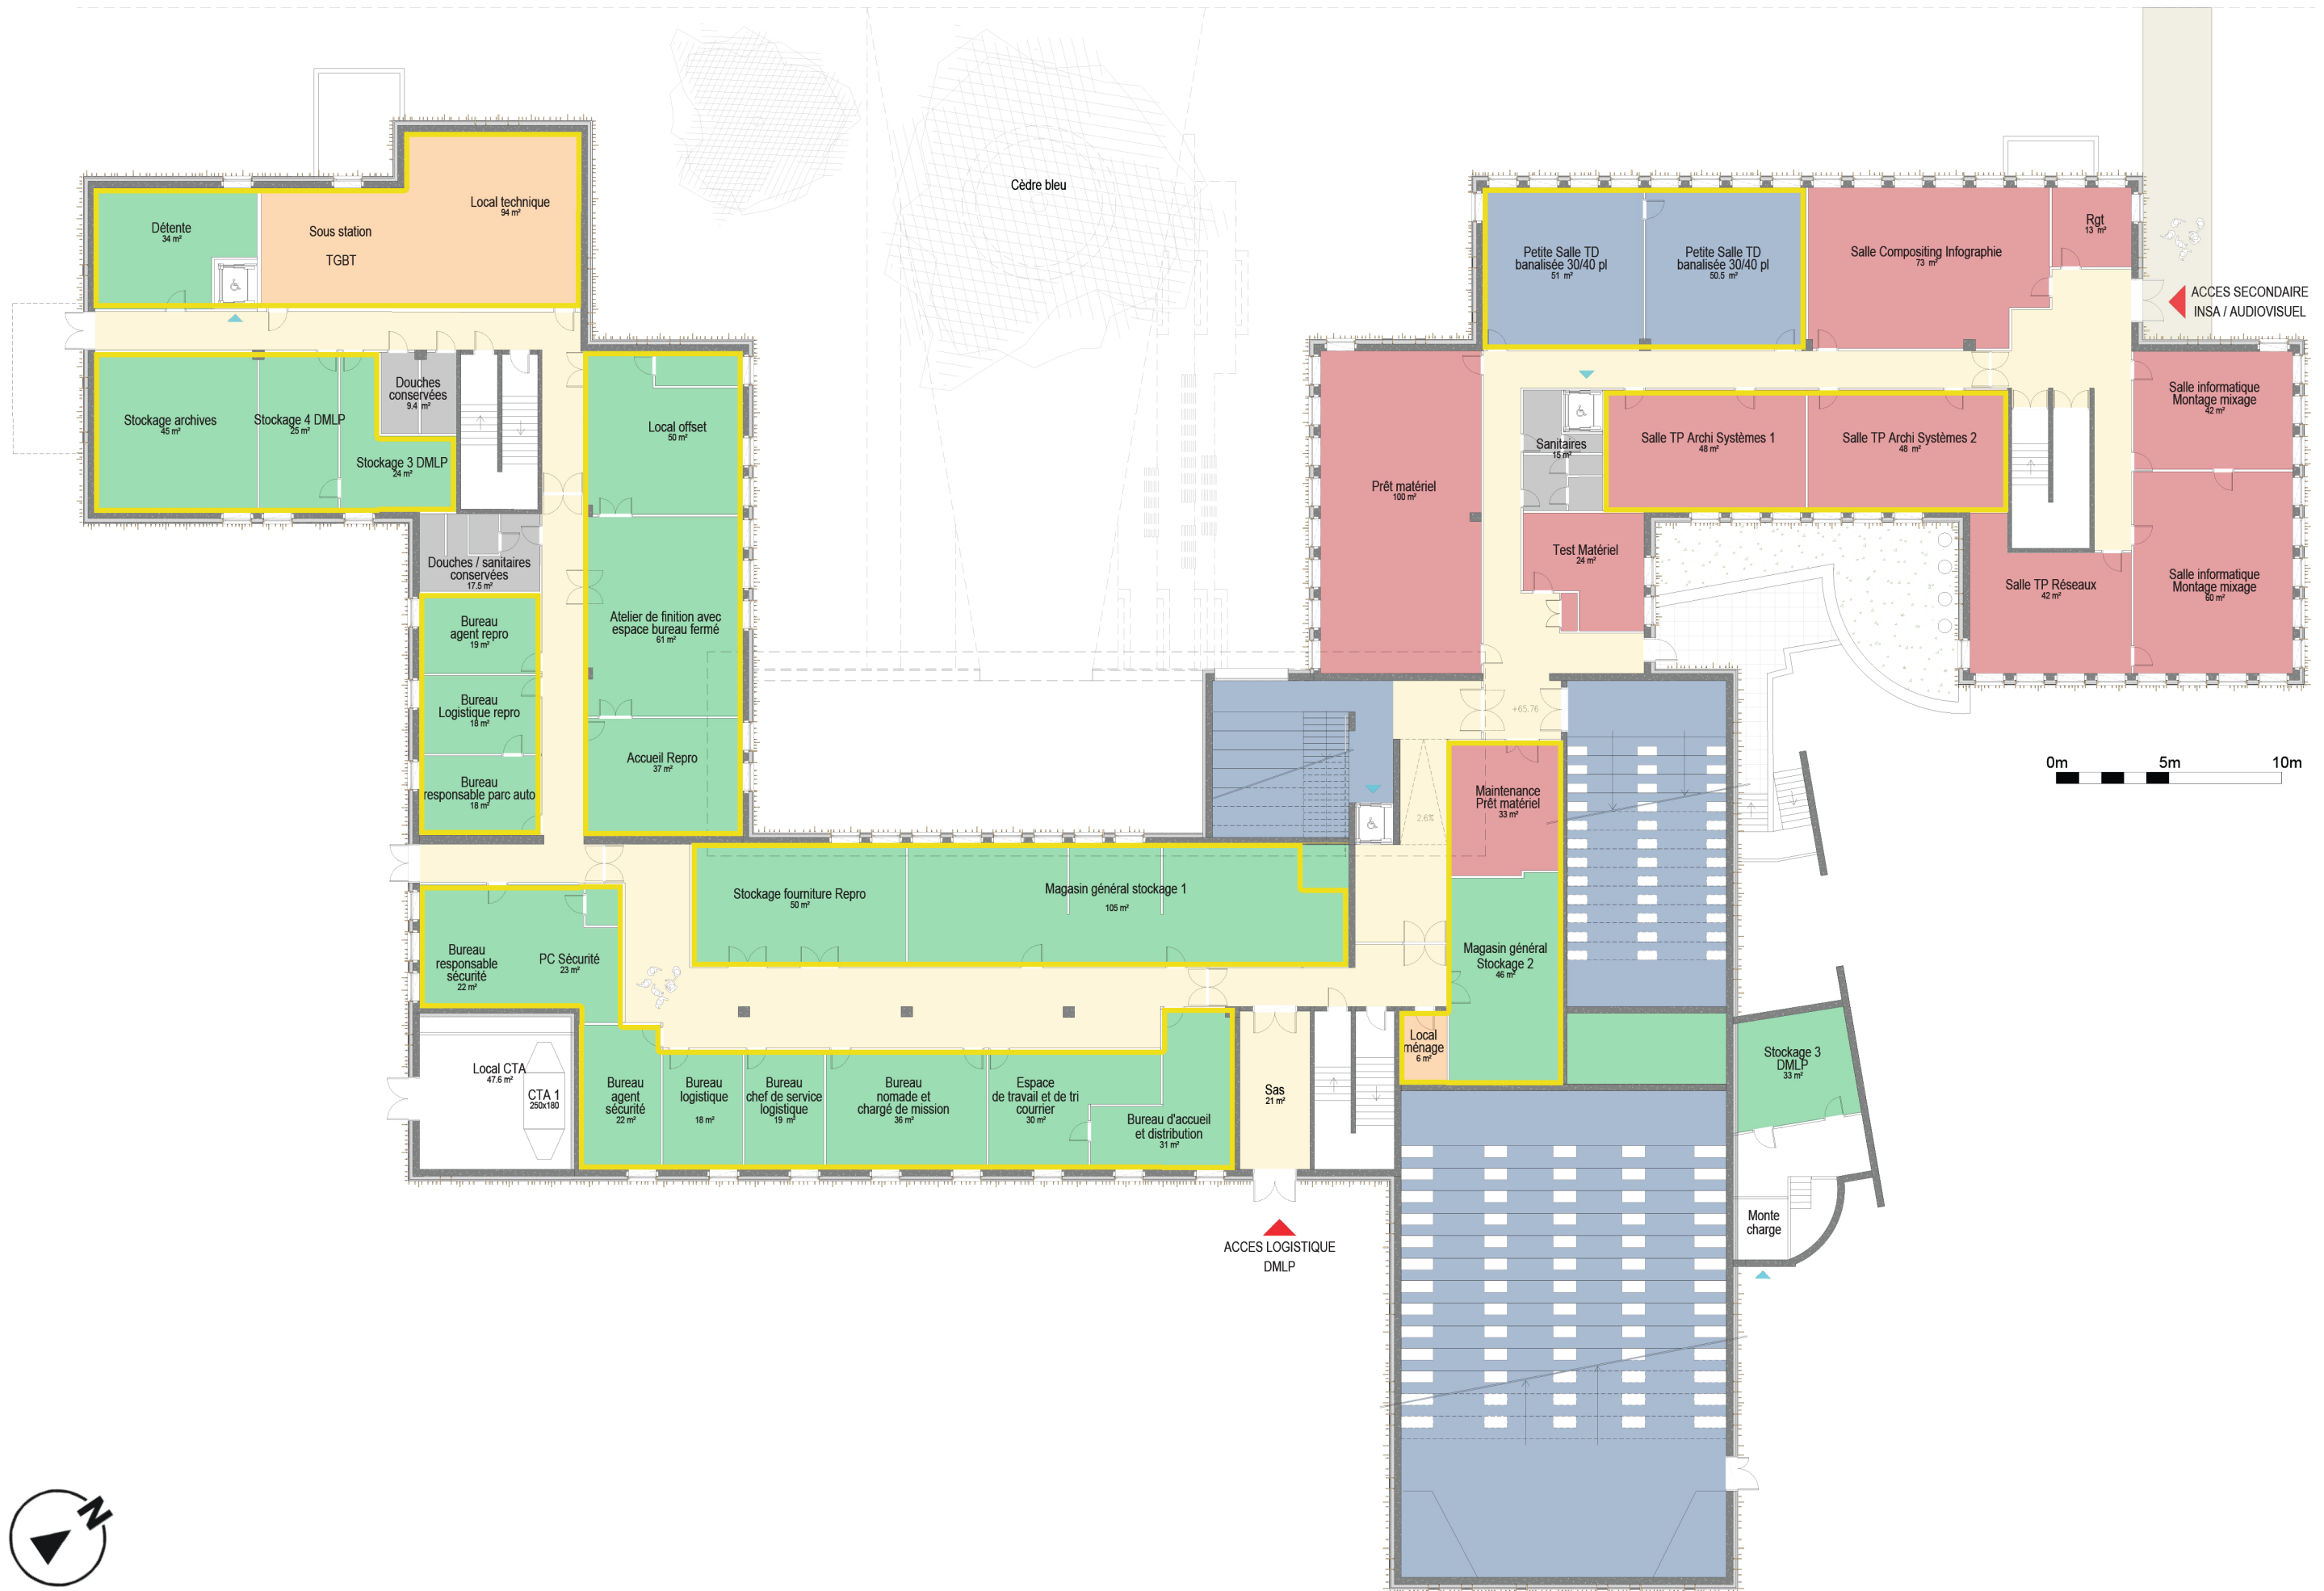 Cèdre bleu
Local technique
94 m²
Détente
34 m²
Sous station
TGBT
Stockage archives
45 m²
Stockage 4 DMLP
25 m²
Stockage 3 DMLP
24 m²
Douches
conservées
9.4 m²
Douches / sanitaires
conservées
17.5 m²
Local offset
50 m²
Atelier de finition avec
espace bureau fermé
61 m²
Accueil Repro
37 m²
Bureau
agent repro
19 m²
Bureau
Logistique repro
18 m²
Bureau
responsable parc auto
18 m²
Bureau
responsable
sécurité
22 m²
PC Sécurité
23 m²
Stockage fourniture Repro
50 m²
Magasin général stockage 1
105 m²
Local CTA
47.6 m²
CTA 1
250x180
Bureau
agent
sécurité
22 m²
Bureau
logistique
18 m²
Bureau
chef de service
logistique
19 m²
Bureau
nomade et
chargé de mission
36 m²
Espace
de travail et de tri
courrier
30 m²
Bureau d'accueil
et distribution
31 m²
Sas
21 m²
ACCES LOGISTIQUE
DMLP
Petite Salle TD
banalisée 30/40 pl
51 m²
Petite Salle TD
banalisée 30/40 pl
50.5 m²
Salle Compositing Infographie
73 m²
Rgt
13 m²
ACCES SECONDAIRE
INSA / AUDIOVISUEL
Prêt matériel
100 m²
Sanitaires
15 m²
Salle TP Archi Systèmes 1
48 m²
Salle TP Archi Systèmes 2
48 m²
Salle informatique
Montage mixage
42 m²
Test Matériel
24 m²
Salle TP Réseaux
42 m²
Salle informatique
Montage mixage
60 m²
+65.76
2.6%
Maintenance
Prêt matériel
33 m²
Magasin général
Stockage 2
46 m²
Local
ménage
6 m²
Stockage 3
DMLP
33 m²
Monte
charge
0m 5m 10m
N